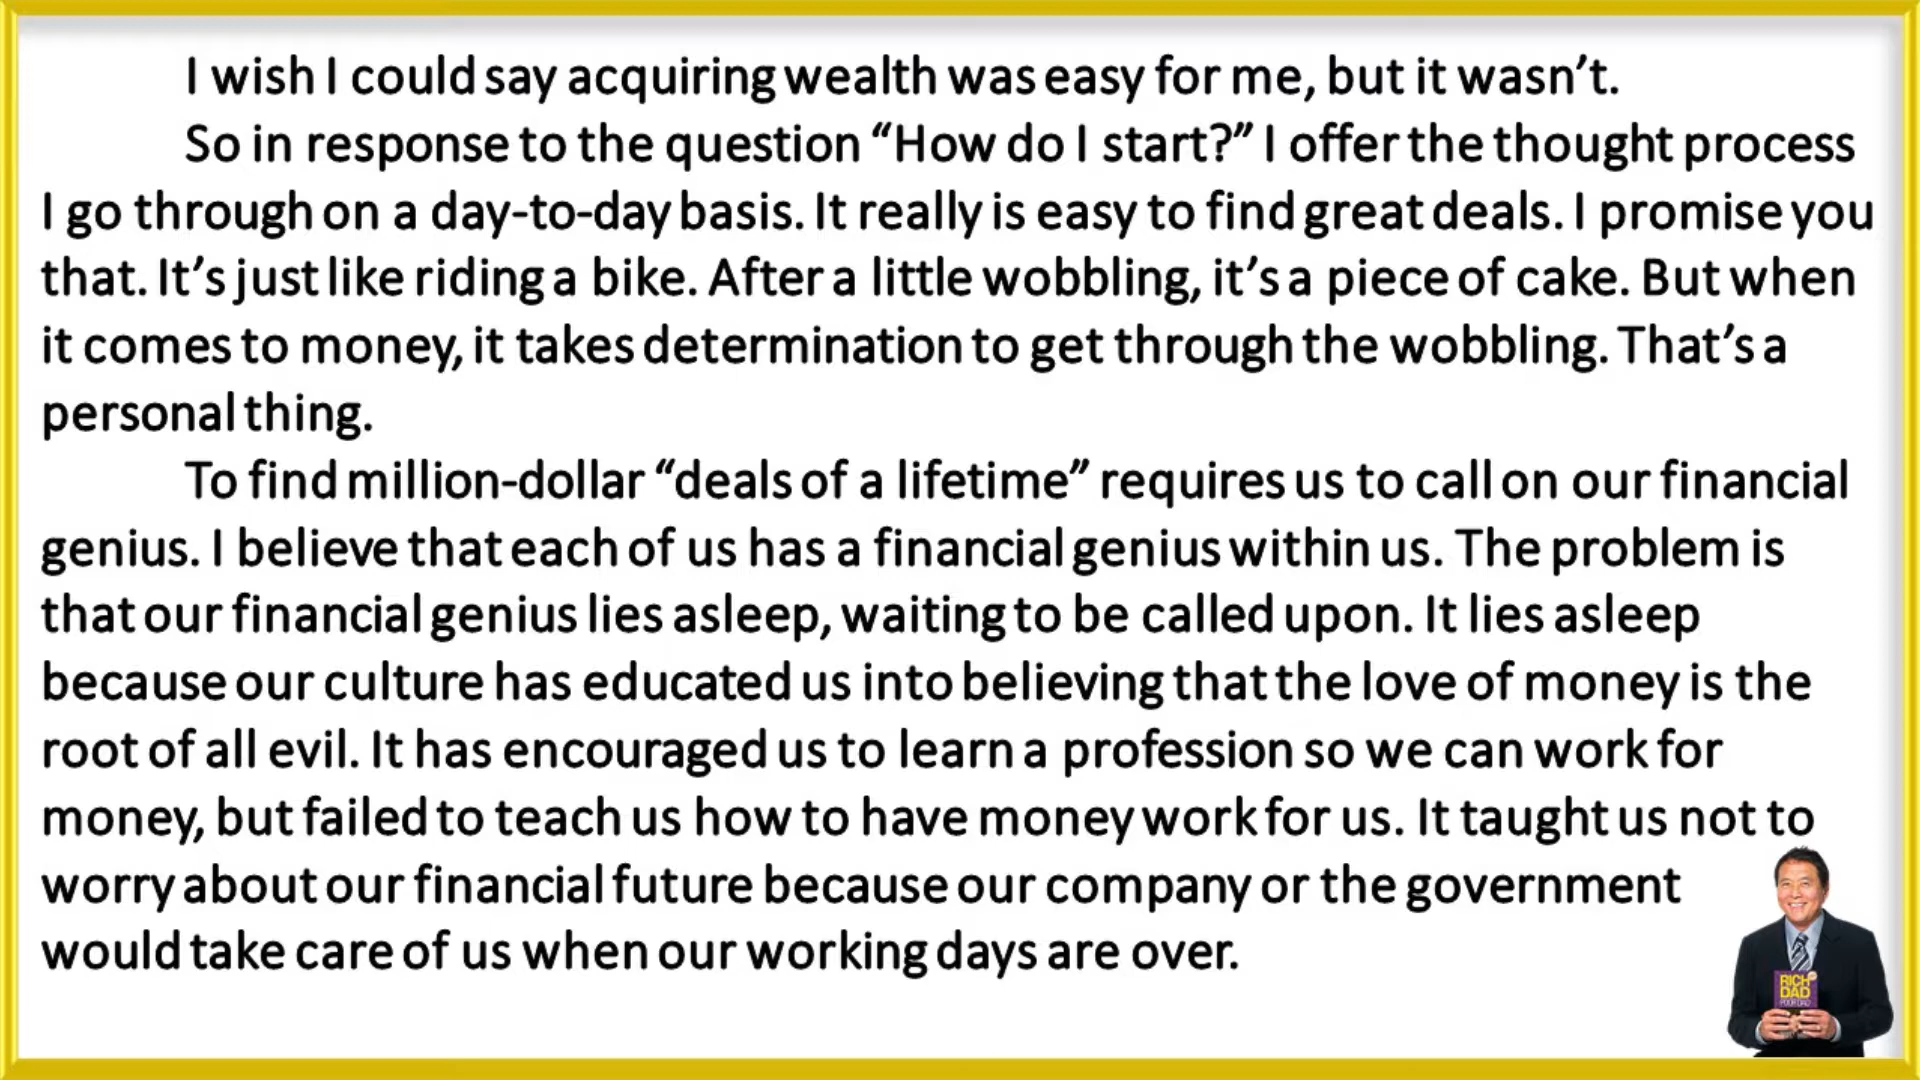 I wish I could say acquiring wealth was easy for me, but it wasn’t.
So in response to the question “How do I start?” I offer the thought process
I go through on a day-to-day basis. It really is easy to find great deals. I promise you
that. It’s just like riding a bike. After a little wobbling, it’s a piece of cake. But when
it comes to money, it takes determination to get through the wobbling. That’s a
personal thing.
To find million-dollar “deals of a lifetime” requires us to call on our financial
genius. I believe that each of us has a financial genius within us. The problem is
that our financial genius lies asleep, waiting to be called upon. It lies asleep
because our culture has educated us into believing that the love of money is the
root of all evil. It has encouraged us to learn a profession so we can work for
money, but failed to teach us how to have money work for us. It taught us not to
worry about our financial future because our company or the government
would take care of us when our working days are over.
RICH
DAD
POOR DAD